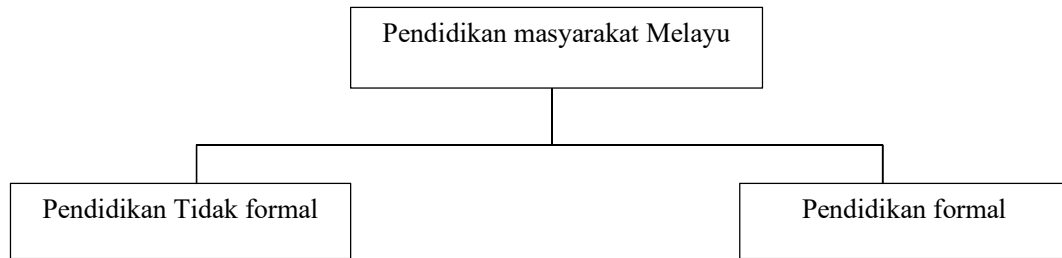 Pendidikan masyarakat Melayu
Pendidikan Tidak formal
Pendidikan formal